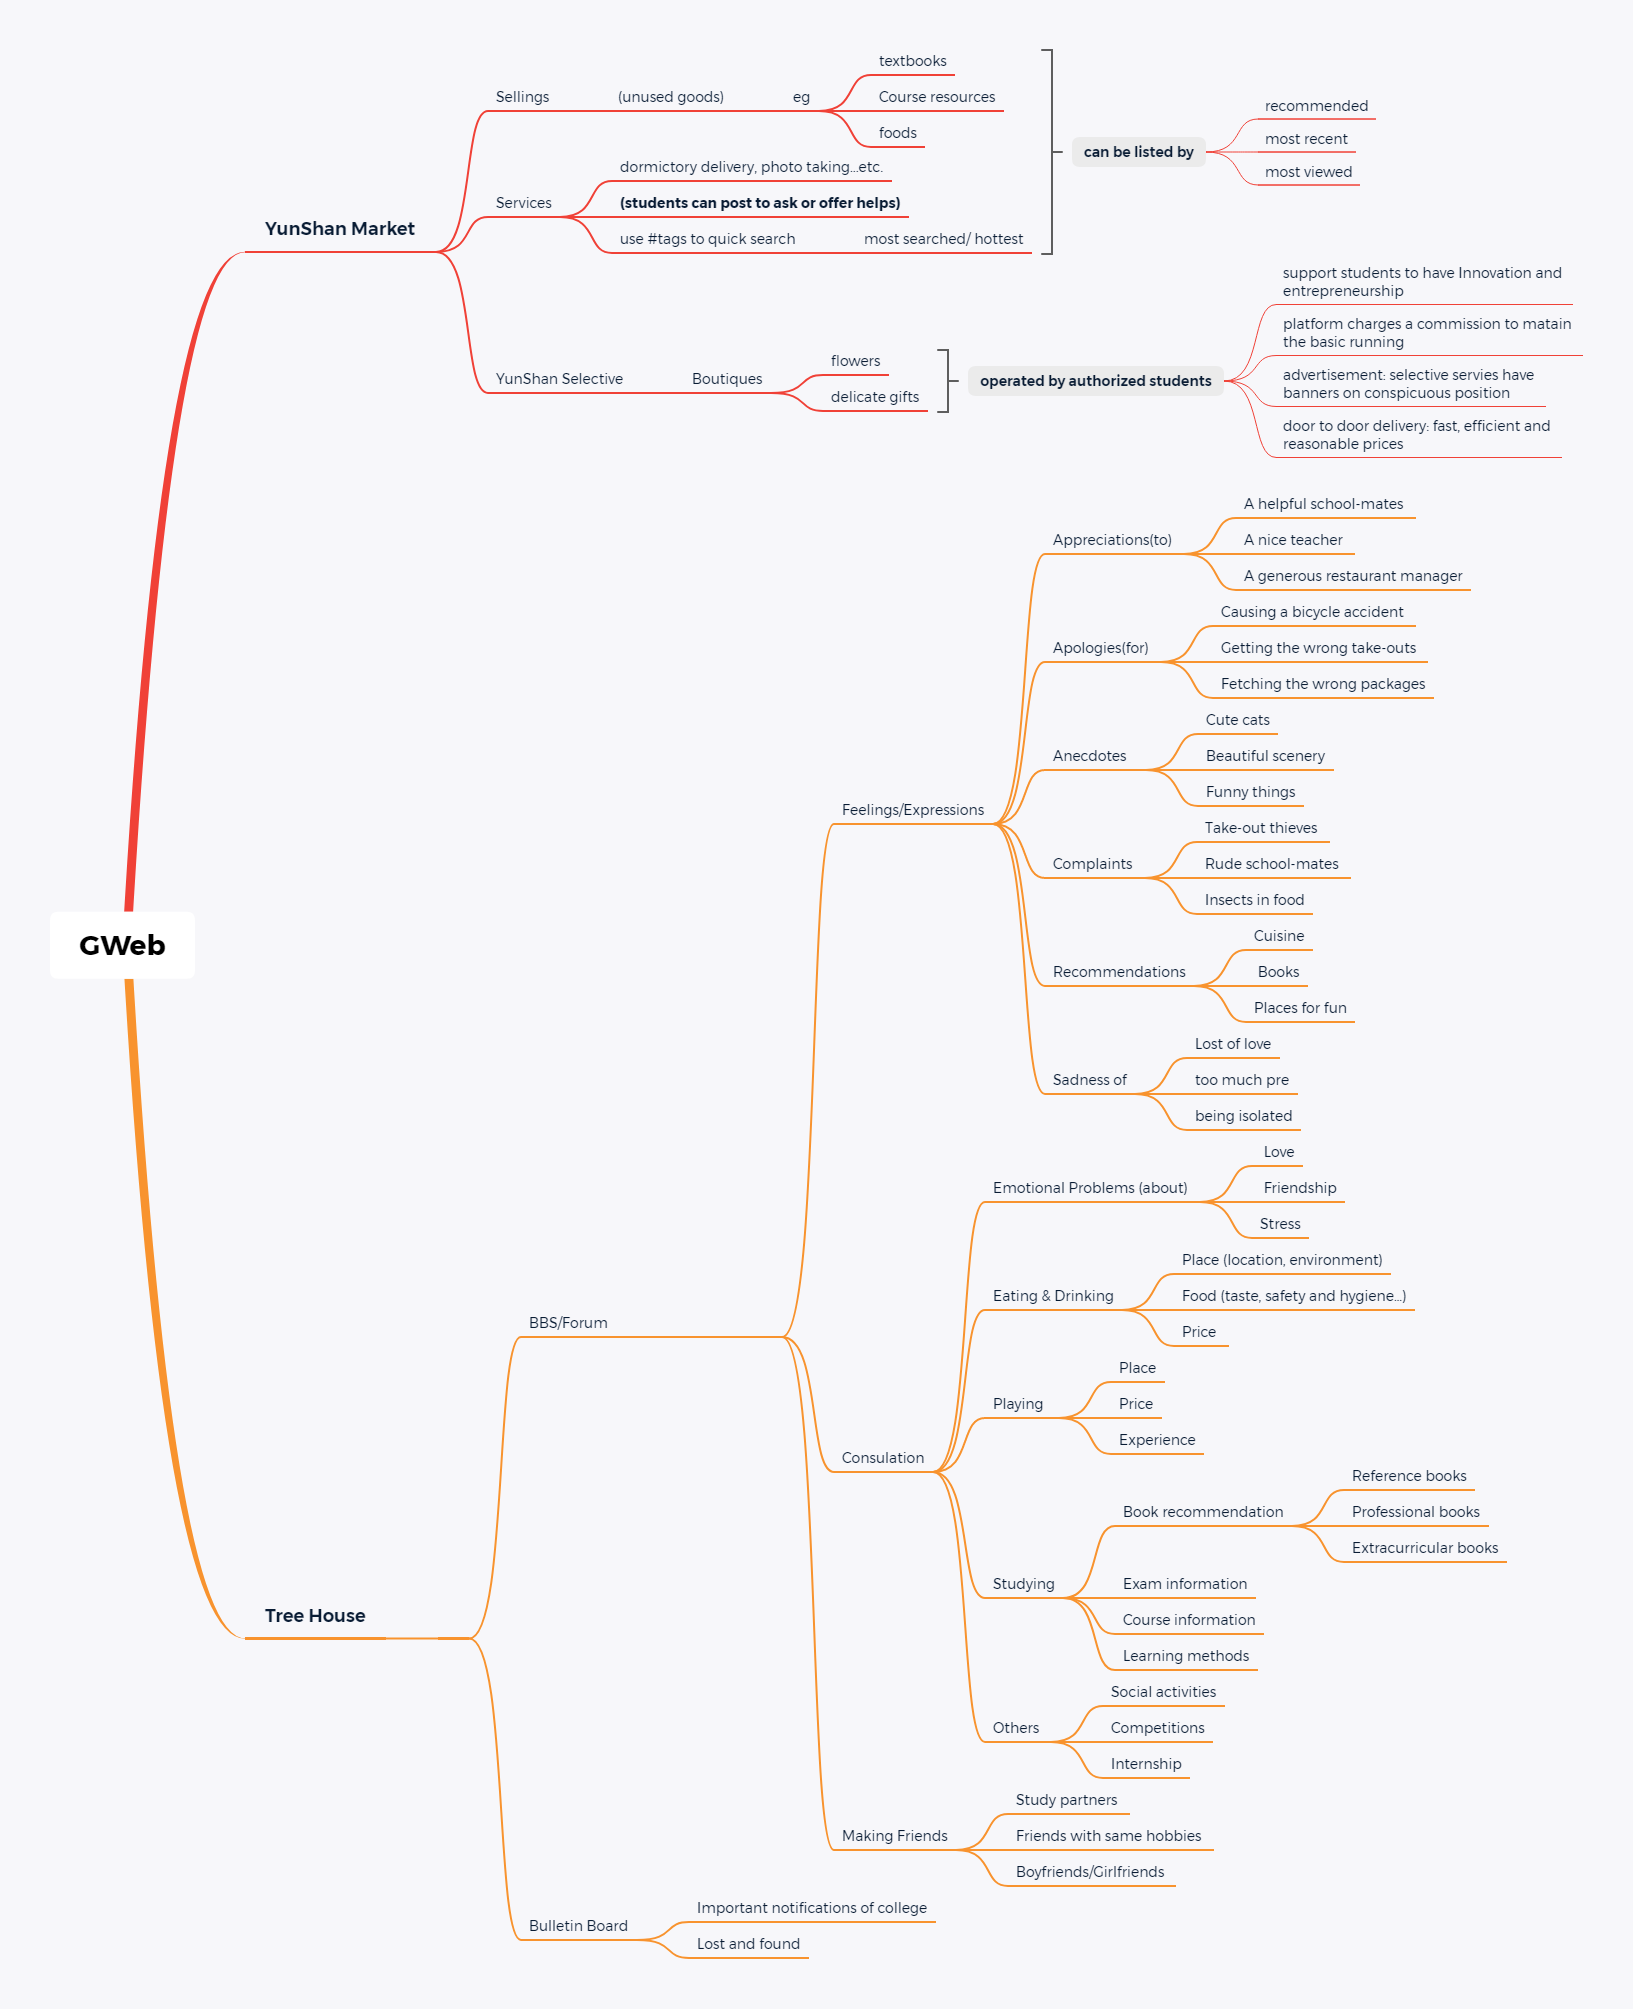 GWeb
YunShan Market
Sellings
(unused goods)
eg
textbooks
Course resources
foods
Services
dormictory delivery, photo taking...etc.
(students can post to ask or offer helps)
use #tags to quick search
most searched/ hottest
can be listed by
recommended
most recent
most viewed
YunShan Selective
Boutiques
flowers
delicate gifts
operated by authorized students
support students to have Innovation and
entrepreneurship
platform charges a commission to matain
the basic running
advertisement: selective servies have
banners on conspicuous position
door to door delivery: fast, efficient and
reasonable prices
Tree House
BBS/Forum
Feelings/Expressions
Appreciations(to)
A helpful school-mates
A nice teacher
A generous restaurant manager
Apologies(for)
Causing a bicycle accident
Getting the wrong take-outs
Fetching the wrong packages
Anecdotes
Cute cats
Beautiful scenery
Funny things
Complaints
Take-out thieves
Rude school-mates
Insects in food
Recommendations
Cuisine
Books
Places for fun
Sadness of
Lost of love
too much pre
being isolated
Consulation
Emotional Problems (about)
Love
Friendship
Stress
Eating & Drinking
Place (location, environment)
Food (taste, safety and hygiene...)
Price
Playing
Place
Price
Experience
Studying
Book recommendation
Reference books
Professional books
Extracurricular books
Exam information
Course information
Learning methods
Others
Social activities
Competitions
Internship
Making Friends
Study partners
Friends with same hobbies
Boyfriends/Girlfriends
Bulletin Board
Important notifications of college
Lost and found